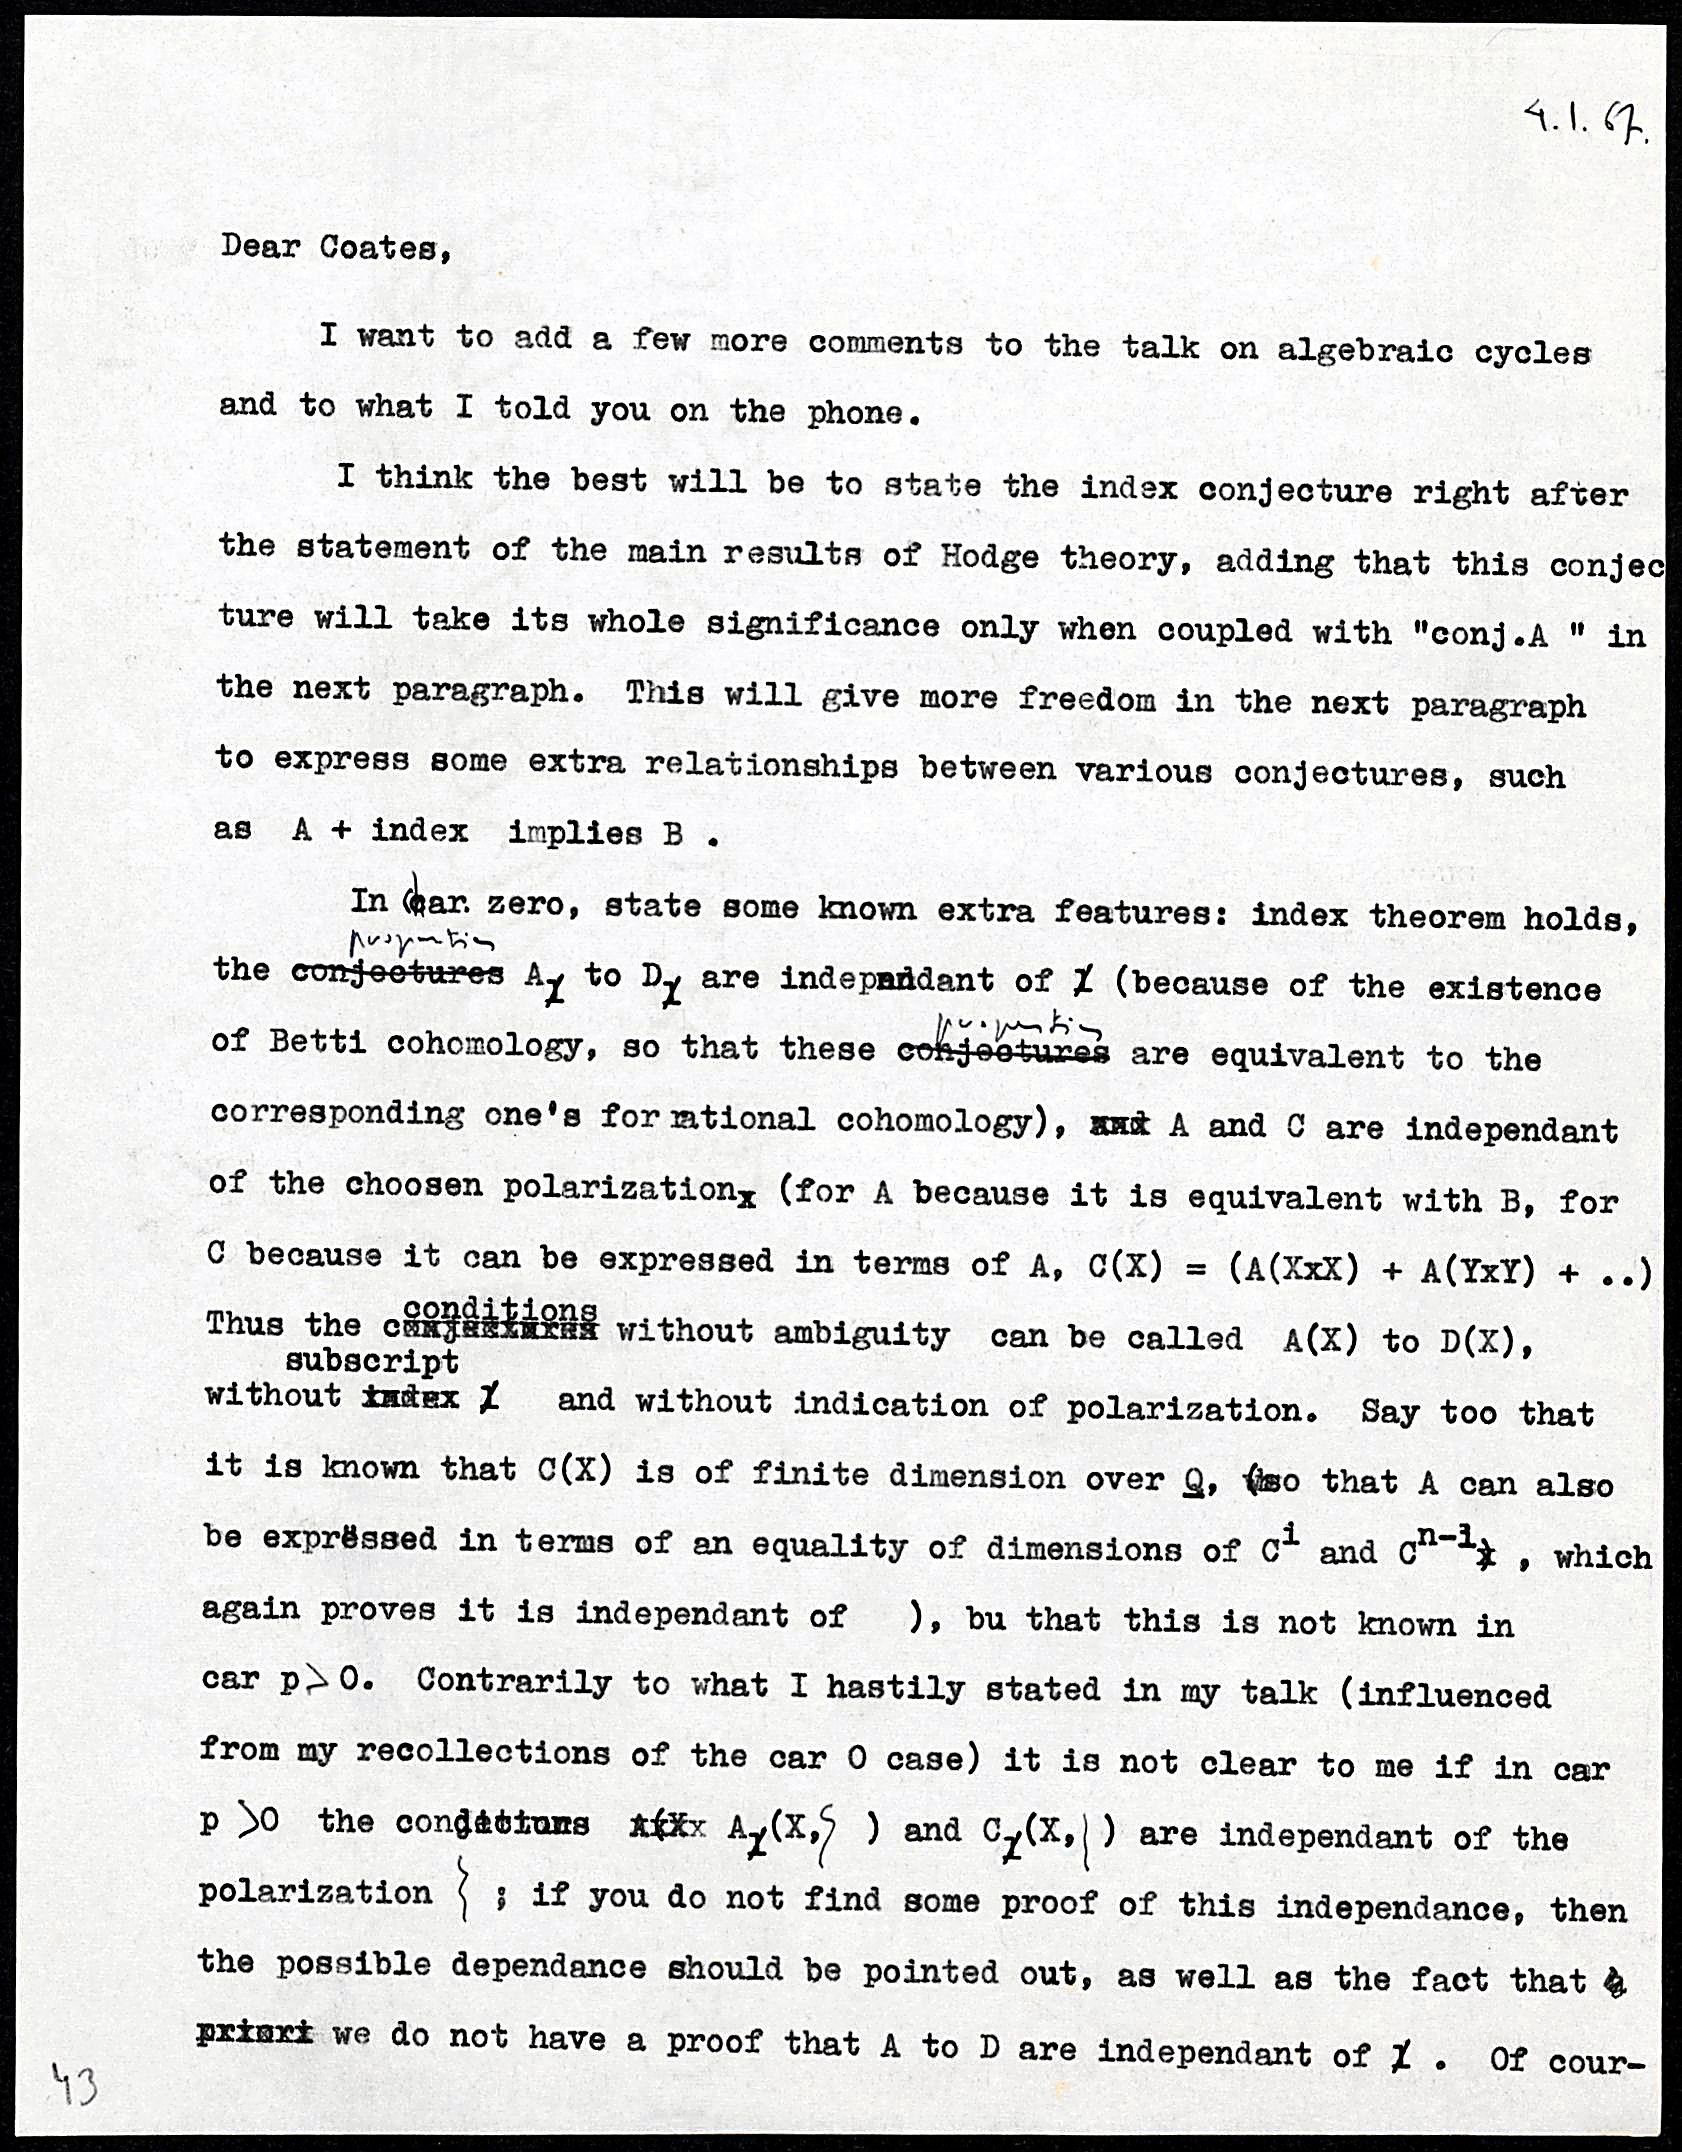 4.1.67.
Dear Coates,
I want to add a few more comments to the talk on algebraic cycles
and to what I told you on the phone.
I think the best will be to state the index conjecture right after
the statement of the main results of Hodge theory, adding that this conjec
ture will take its whole significance only when coupled with "conj.A " in
the next paragraph. This will give more freedom in the next paragraph
to express some extra relationships between various conjectures, such
as A + index implies B .
In Char. zero, state some known extra features: index theorem holds,
properties
the conjectures Aℓ to Dℓ are independant of ℓ (because of the existence
properties
of Betti cohomology, so that these conjectures are equivalent to the
corresponding one's for rational cohomology), and A and C are independant
of the choosen polarization (for A because it is equivalent with B, for
C because it can be expressed in terms of A, C(X) = (A(XxX) + A(YxY) + ..)
conditions
Thus the conjectures without ambiguity can be called A(X) to D(X),
subscript
without index ℓ and without indication of polarization. Say too that
it is known that C(X) is of finite dimension over Q, (so that A can also
be expressed in terms of an equality of dimensions of Cⁱ and Cⁿ⁻ⁱ , which
again proves it is independant of ), bu that this is not known in
car p > 0. Contrarily to what I hastily stated in my talk (influenced
from my recollections of the car 0 case) it is not clear to me if in car
p >0 the conditions Aℓ(X,ξ ) and Cℓ(X,ξ) are independant of the
polarization ξ ; if you do not find some proof of this independance, then
the possible dependance should be pointed out, as well as the fact that a
priori we do not have a proof that A to D are independant of ℓ . Of cour-
43